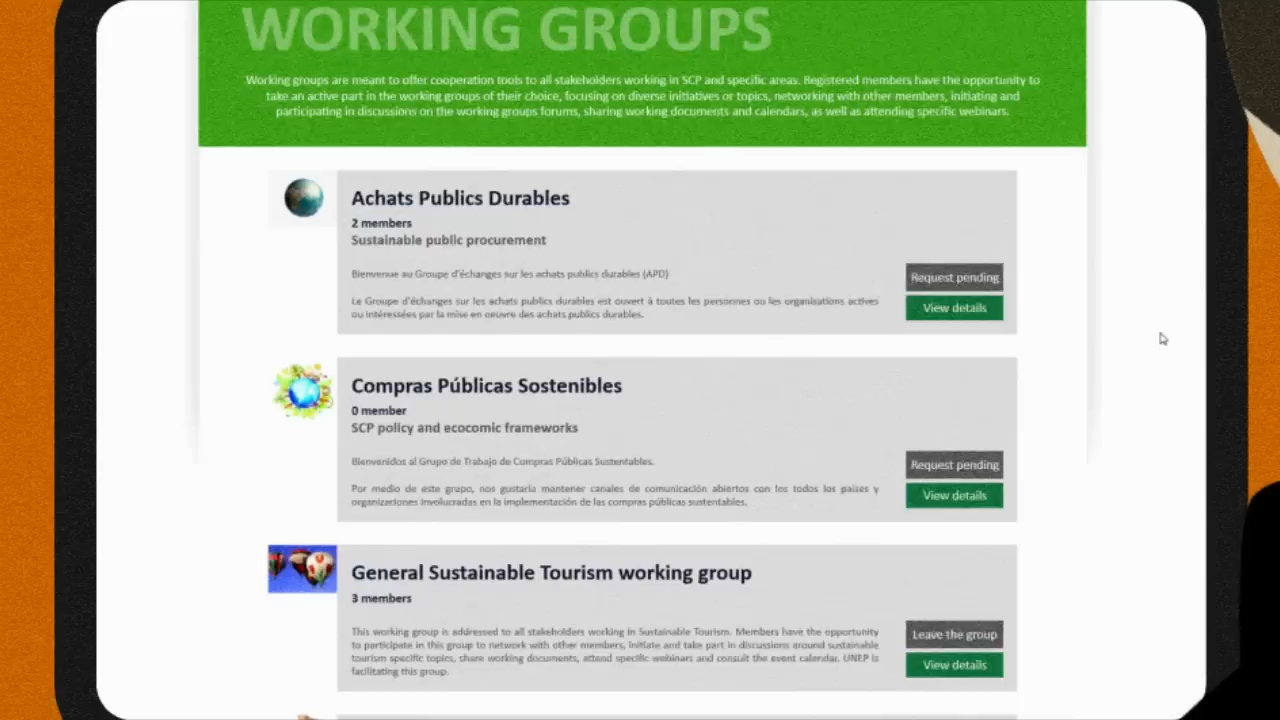 WORKING GROUPS
Working groups are meant to offer cooperation tools to all stakeholders working in SCP and specific areas. Registered members have the opportunity to
take an active part in the working groups of their choice, focusing on diverse initiatives or topics, networking with other members, initiating and
participating in discussions on the working groups forums, sharing working documents and calendars, as well as attending specific webinars.
Achats Publics Durables
2 members
Sustainable public procurement
Bienvenue au Groupe d'échanges sur les achats publics durables (APD)
Le Groupe d'échanges sur les achats publics durables est ouvert à toutes les personnes ou les organisations actives
ou intéressées par la mise en oeuvre des achats publics durables.
Request pending
View details
Compras Públicas Sostenibles
0 member
SCP policy and ecocomic frameworks
Bienvenidos al Grupo de Trabajo de Compras Públicas Sustentables.
Por medio de este grupo, nos gustaría mantener canales de comunicación abiertos con los todos los países y
organizaciones involucradas en la implementación de las compras públicas sustentables.
Request pending
View details
General Sustainable Tourism working group
3 members
This working group is addressed to all stakeholders working in Sustainable Tourism. Members have the opportunity
to participate in this group to network with other members, initiate and take part in discussions around sustainable
tourism specific topics, share working documents, attend specific webinars and consult the event calendar. UNEP is
facilitating this group.
Leave the group
View details